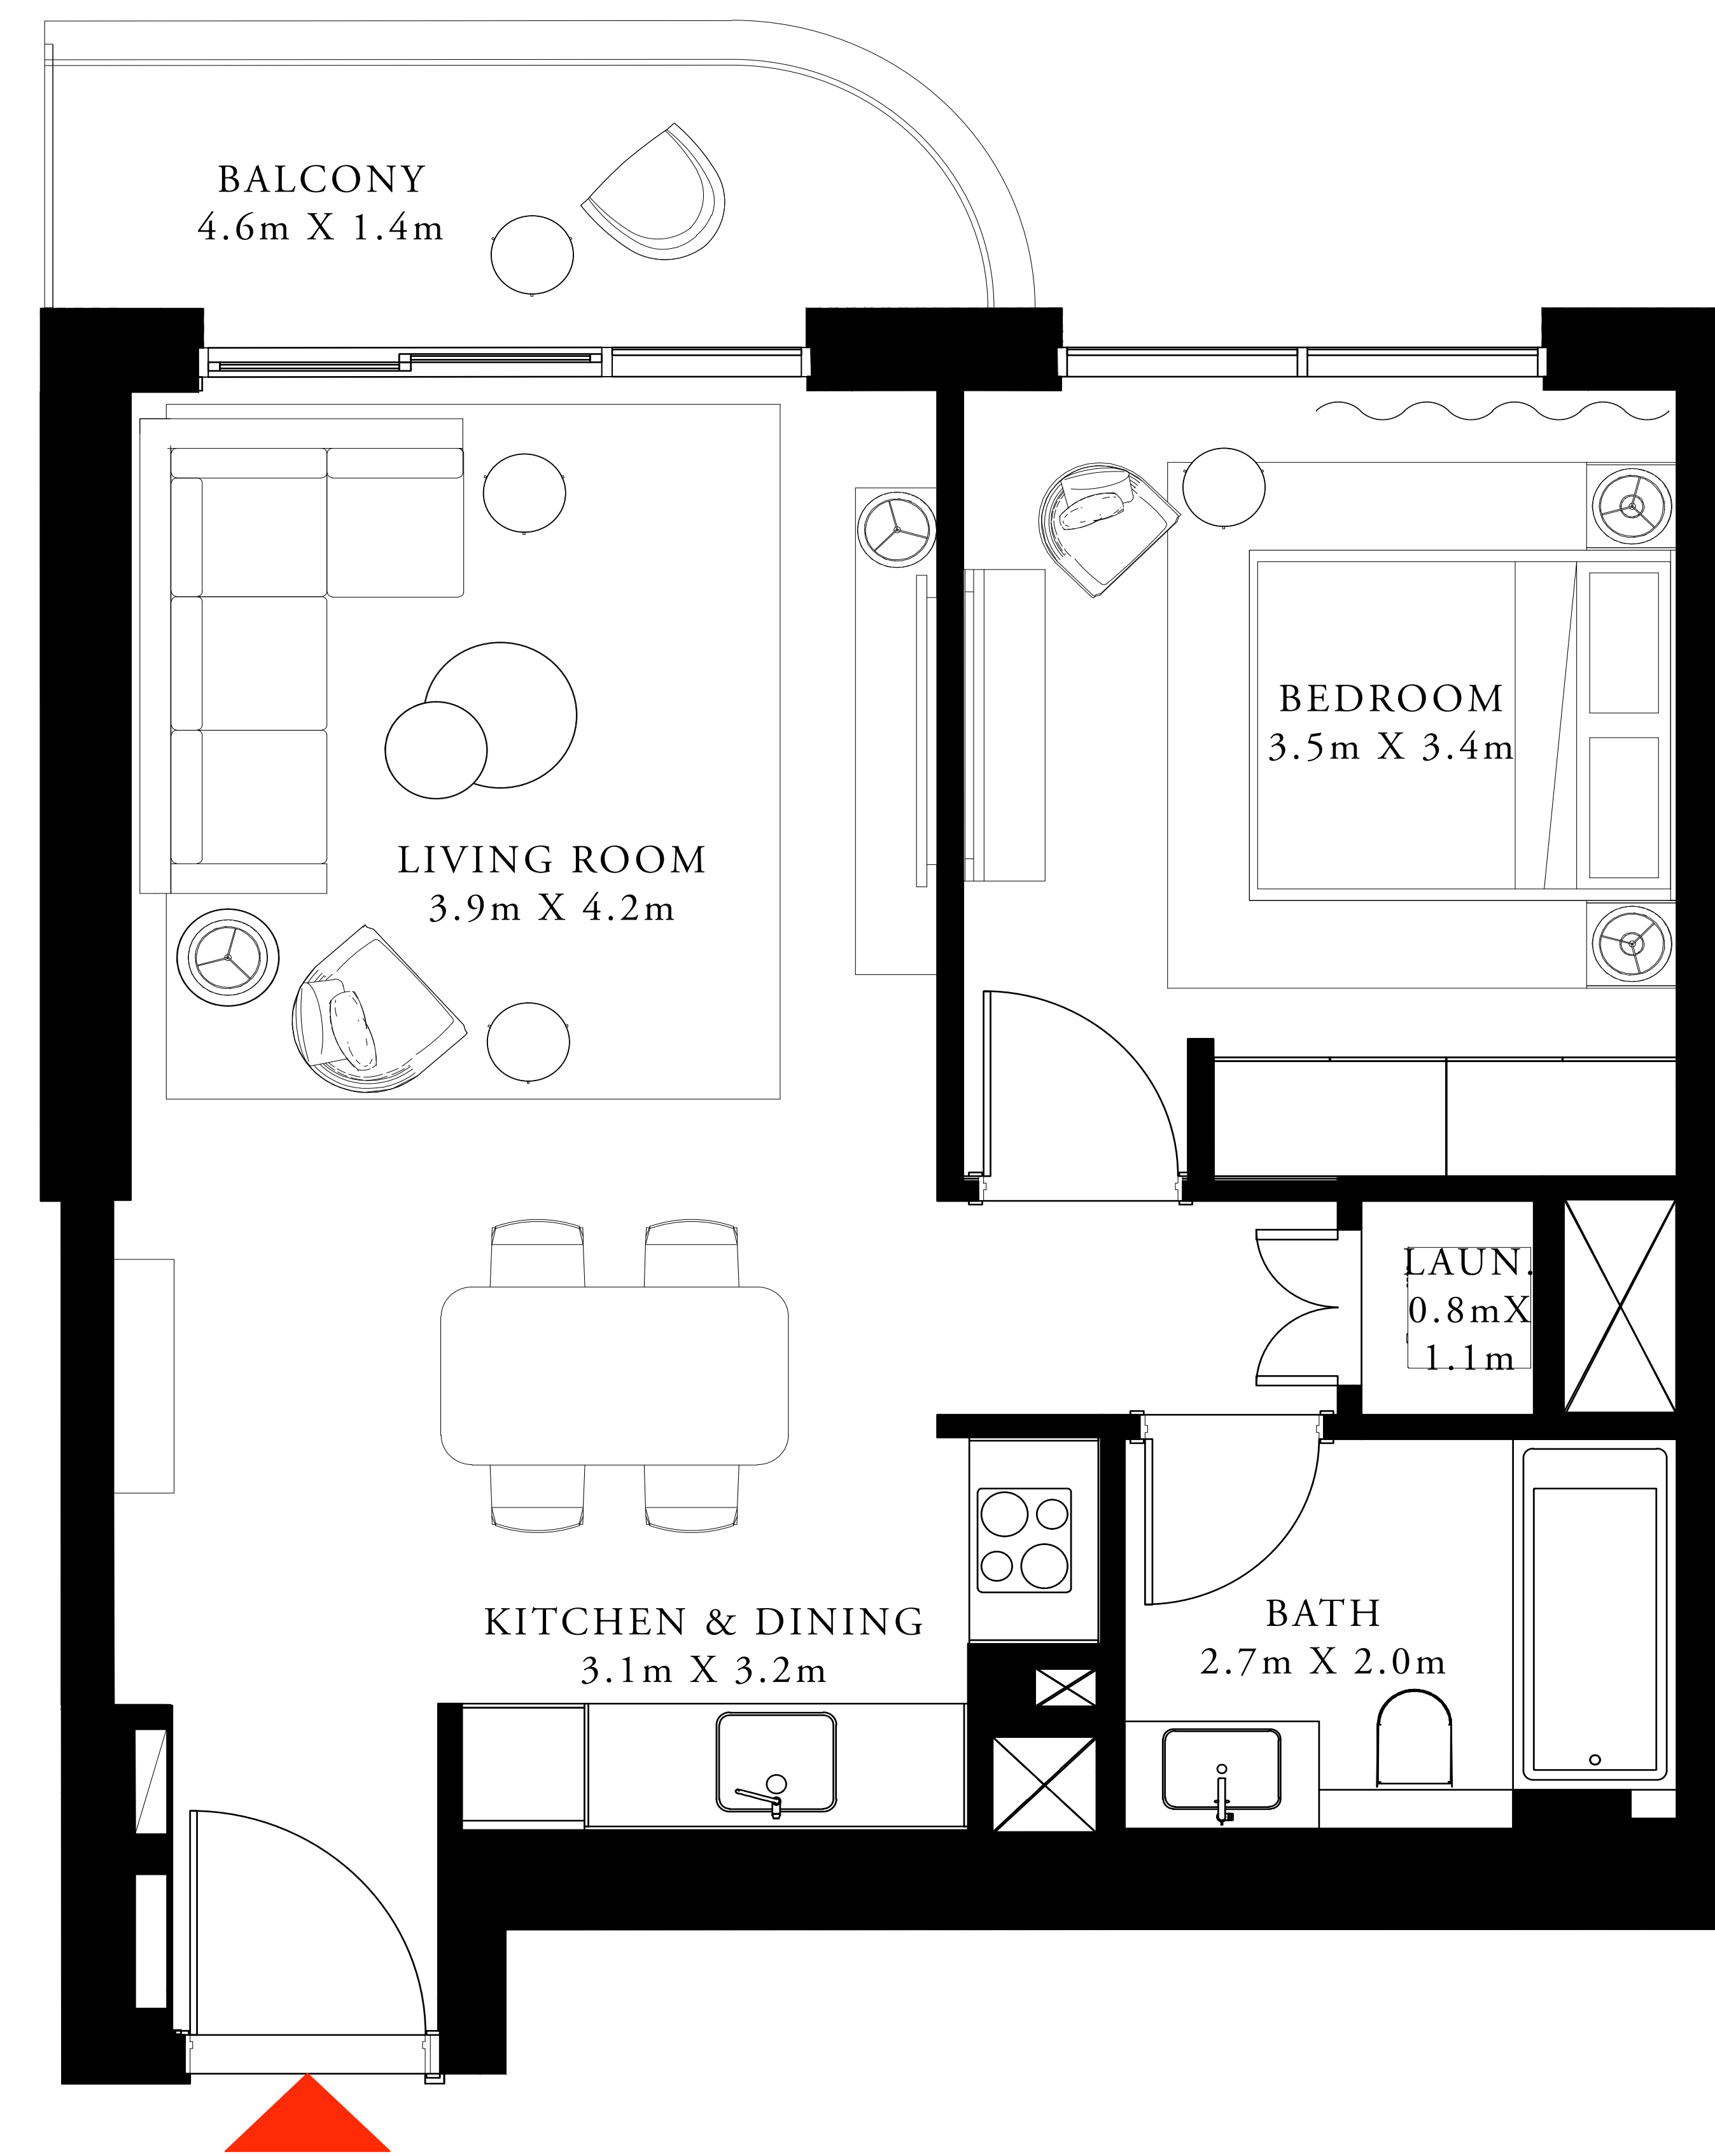 BALCONY
4.6m X 1.4m
BEDROOM
3.5m X 3.4m
LIVING ROOM
3.9m X 4.2m
LAUN.
0.8mX
1.1m
KITCHEN & DINING
3.1m X 3.2m
BATH
2.7m X 2.0m